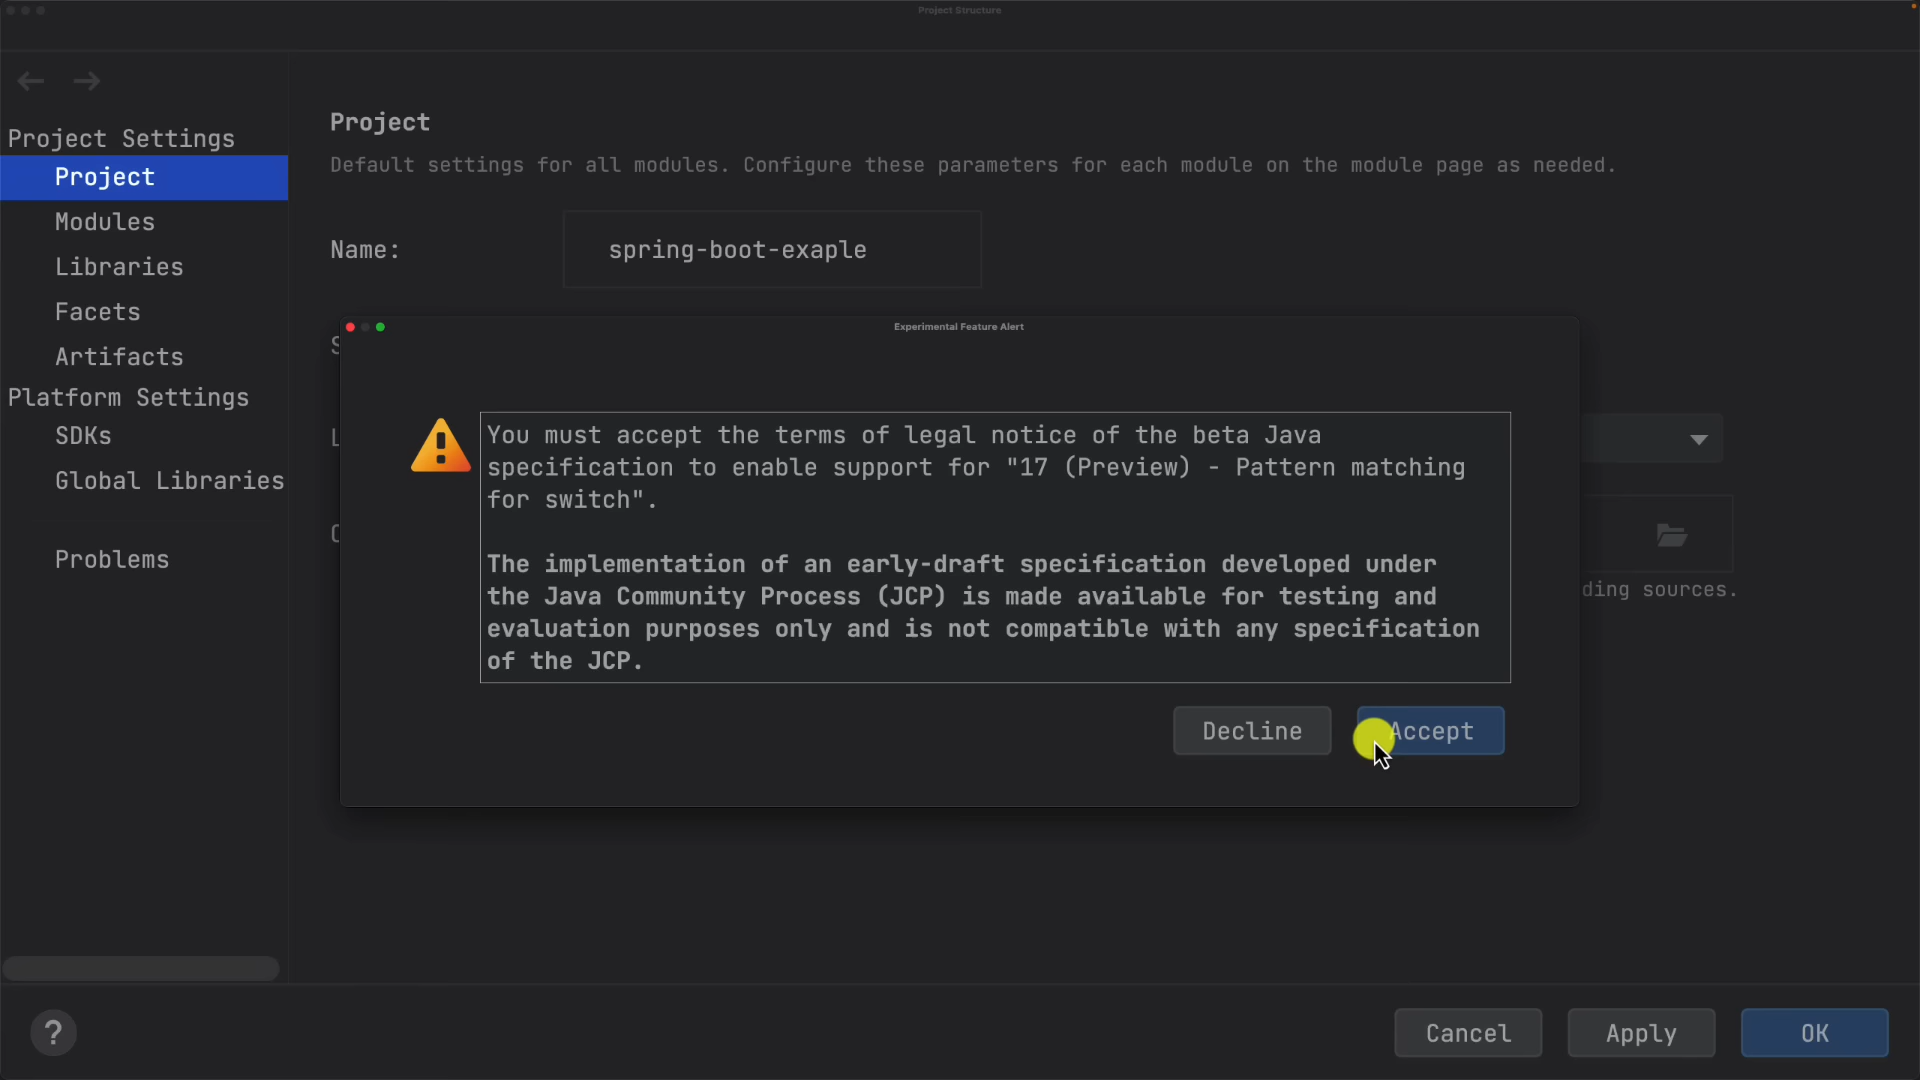 Project Structure
Project Settings
Project
Modules
Libraries
Facets
Artifacts
Platform Settings
SDKs
Global Libraries
Problems
Project
Default settings for all modules. Configure these parameters for each module on the module page as needed.
Name:
spring-boot-exaple
Experimental Feature Alert
You must accept the terms of legal notice of the beta Java
specification to enable support for "17 (Preview) - Pattern matching
for switch".
The implementation of an early-draft specification developed under
the Java Community Process (JCP) is made available for testing and
evaluation purposes only and is not compatible with any specification
of the JCP.
Decline
Accept
ding sources.
?
Cancel
Apply
OK